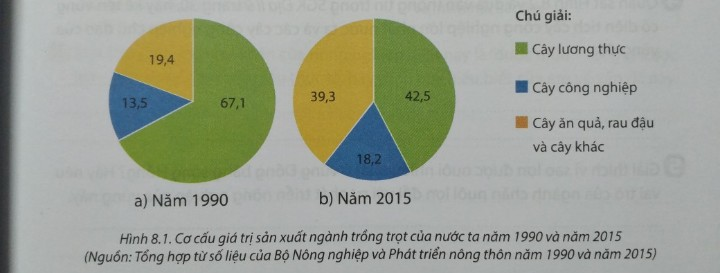 Chú giải:
Cây lương thực
Cây công nghiệp
Cây ăn quả, rau đậu
và cây khác
19,4
13,5
67,1
39,3
42,5
18,2
a) Năm 1990
b) Năm 2015
Hình 8.1. Cơ cấu giá trị sản xuất ngành trồng trọt của nước ta năm 1990 và năm 2015
(Nguồn: Tổng hợp từ số liệu của Bộ Nông nghiệp và Phát triển nông thôn năm 1990 và năm 2015)